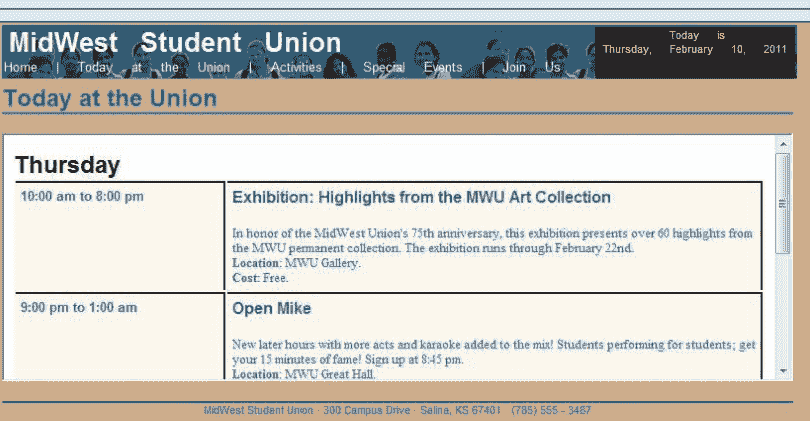 MidWest Student Union
Today is
Thursday, February 10, 2011
Home | Today at the Union | Activities | Special Events | Join Us
Today at the Union
Thursday
10:00 am to 8:00 pm
Exhibition: Highlights from the MWU Art Collection
In honor of the MidWest Union's 75th anniversary, this exhibition presents over 60 highlights from
the MWU permanent collection. The exhibition runs through February 22nd.
Location: MWU Gallery.
Cost: Free.
9:00 pm to 1:00 am
Open Mike
New later hours with more acts and karaoke added to the mix! Students performing for students; get
your 15 minutes of fame! Sign up at 8:45 pm.
Location: MWU Great Hall.
MidWest Student Union · 300 Campus Drive · Salina, KS 67401 (785) 555 - 3487